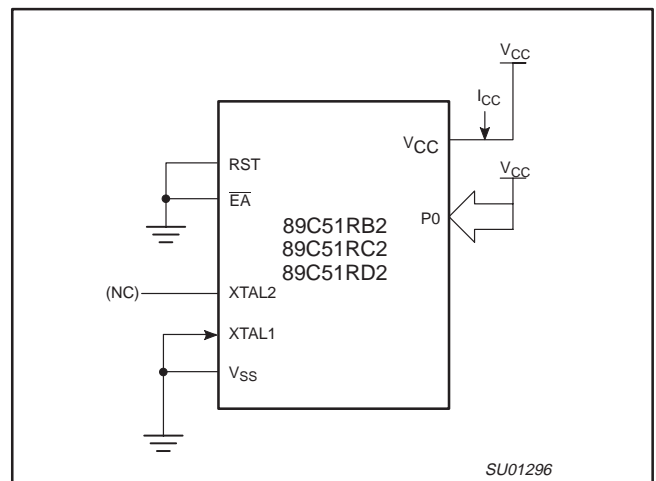 VCC
ICC
VCC
VCC
RST
EA
P0
89C51RB2
89C51RC2
89C51RD2
(NC)
XTAL2
XTAL1
VSS
SU01296